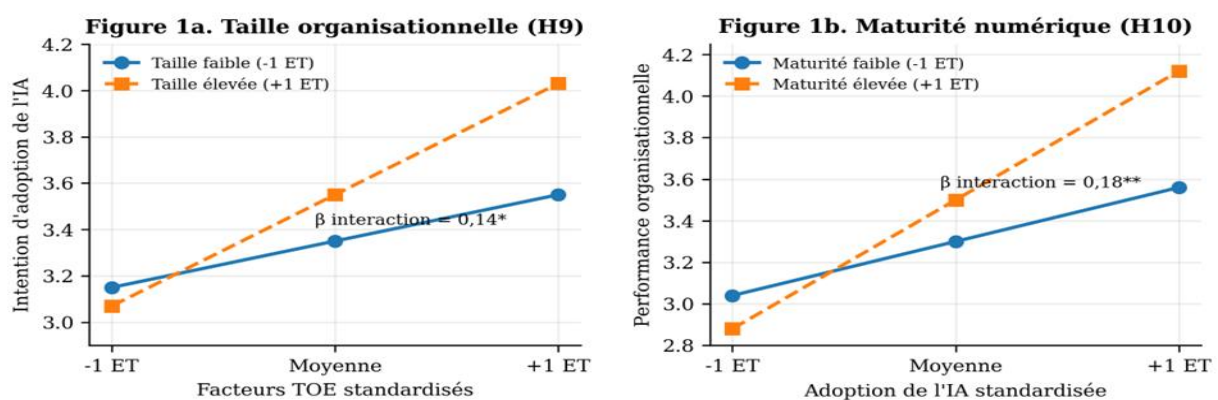 Figure 1a. Taille organisationnelle (H9)
4.2
4.0
3.8
3.6
3.4
3.2
3.0
Intention d'adoption de l'IA
Taille faible (-1 ET)
Taille élevée (+1 ET)
β interaction = 0,14*
-1 ET
Moyenne
+1 ET
Facteurs TOE standardisés
Figure 1b. Maturité numérique (H10)
4.2
4.0
3.8
3.6
3.4
3.2
3.0
2.8
Performance organisationnelle
Maturité faible (-1 ET)
Maturité élevée (+1 ET)
β interaction = 0,18**
-1 ET
Moyenne
+1 ET
Adoption de l'IA standardisée